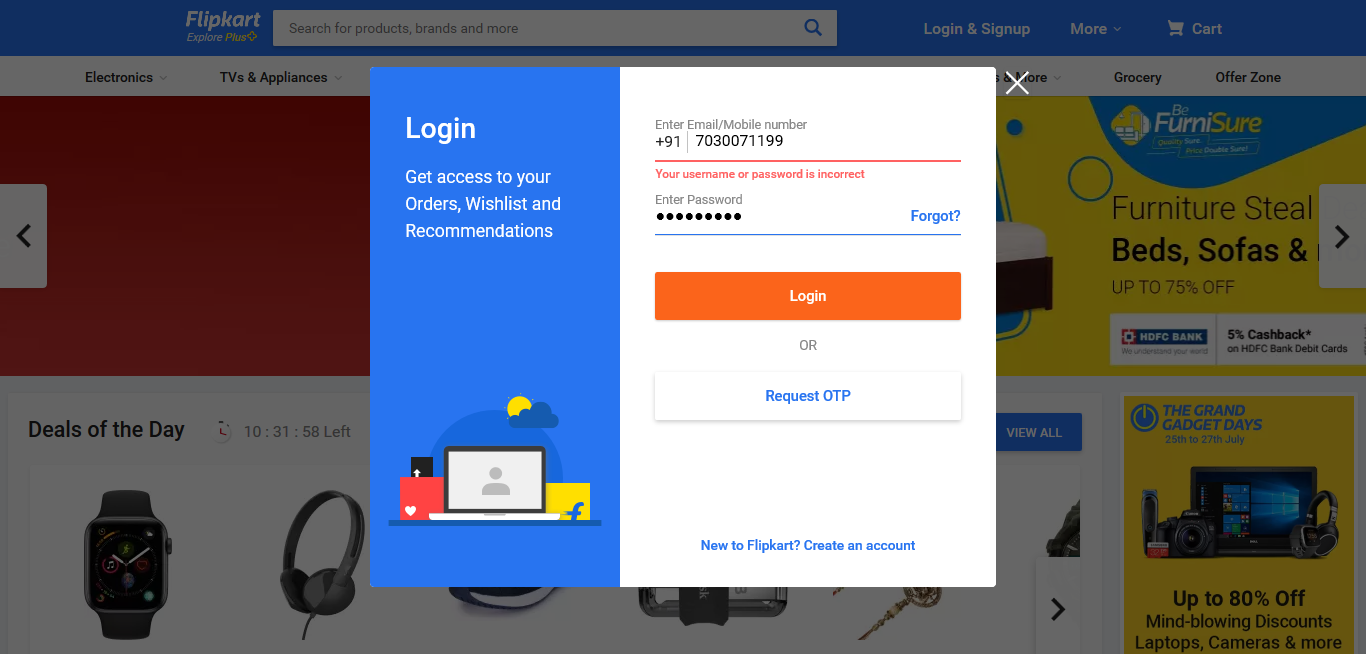 Flipkart
Explore Plus
Search for products, brands and more
Login & Signup
More
Cart
Electronics
TVs & Appliances
& More
Grocery
Offer Zone
Login
Get access to your
Orders, Wishlist and
Recommendations
Enter Email/Mobile number
+91 7030071199
Your username or password is incorrect
Enter Password
Forgot?
Login
OR
Request OTP
New to Flipkart? Create an account
Be
FurniSure
Quality Sure.
Price Double Sure!
Furniture Steal
Beds, Sofas &
UP TO 75% OFF
HDFC BANK
We understand your world
5% Cashback*
on HDFC Bank Debit Cards
Deals of the Day
10 : 31 : 58 Left
VIEW ALL
THE GRAND
GADGET DAYS
25th to 27th July
Up to 80% Off
Mind-blowing Discounts
Laptops, Cameras & more